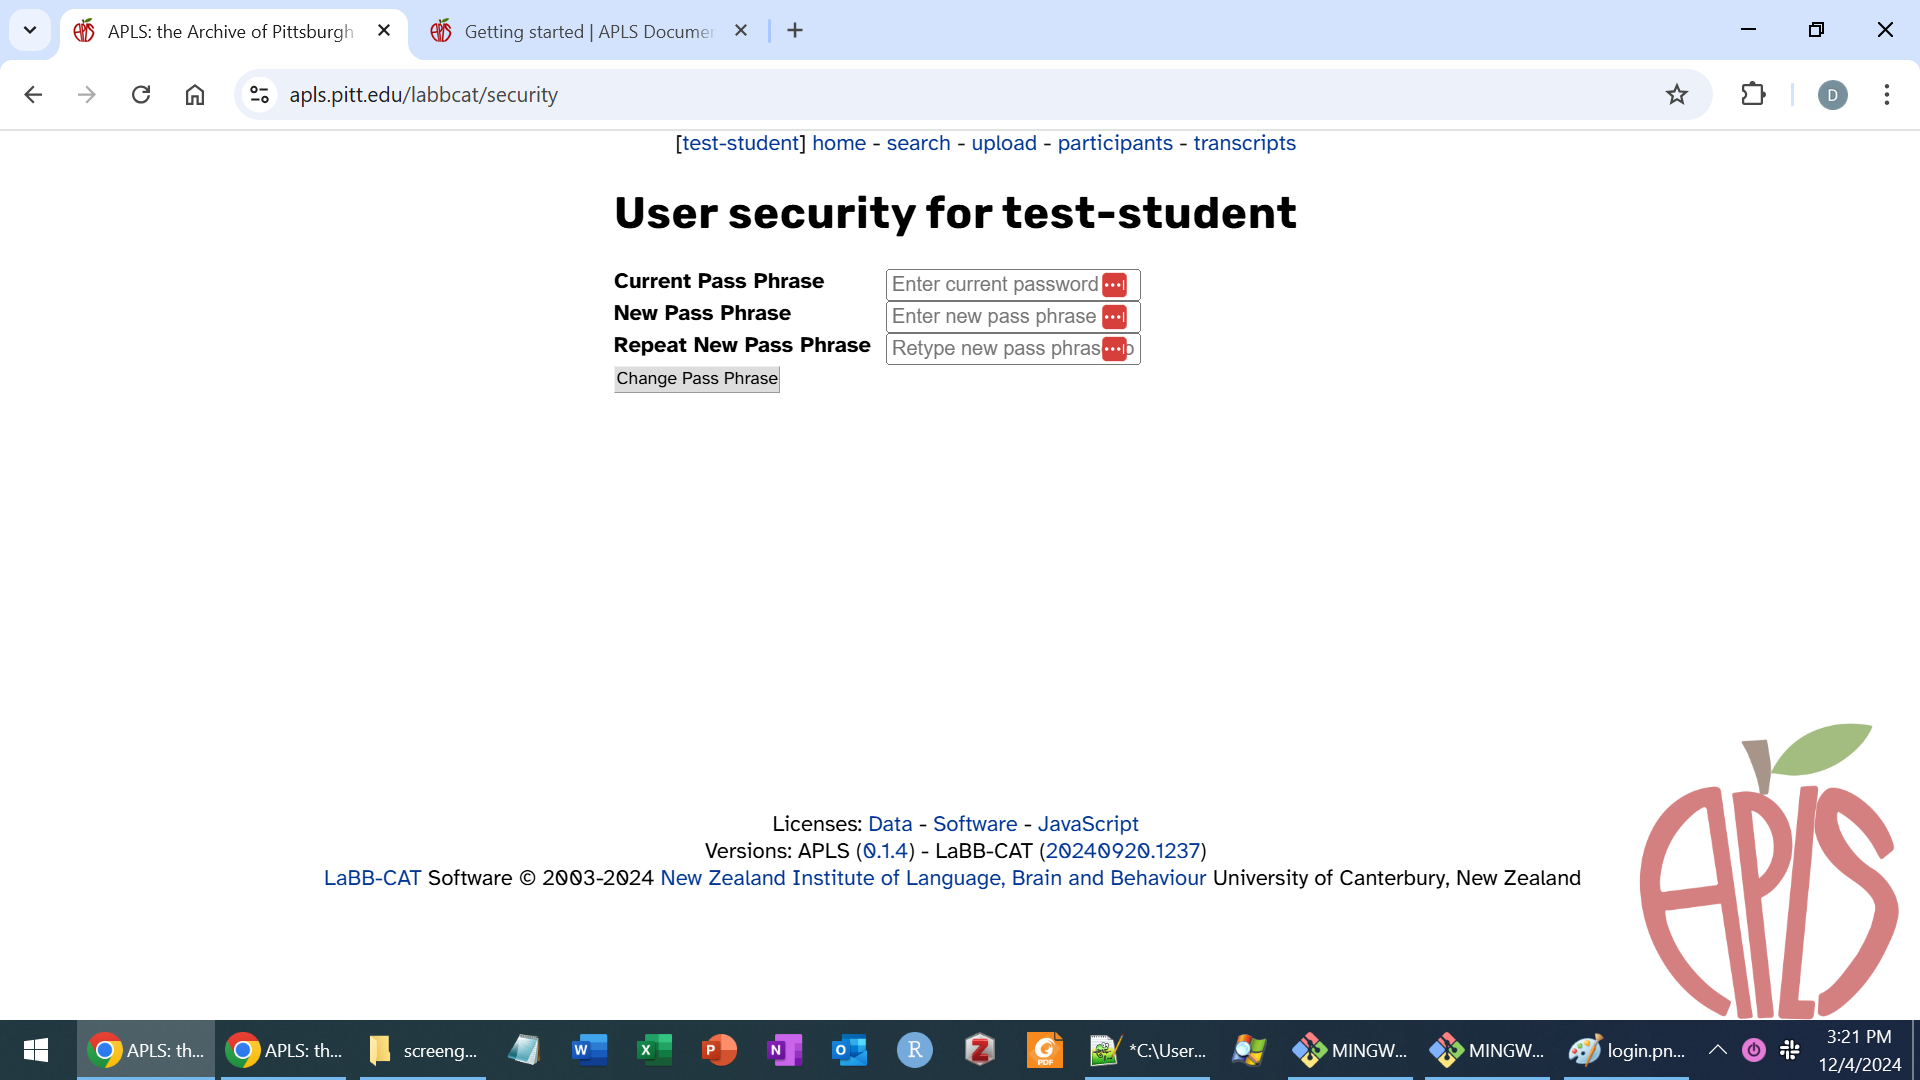 APLS: the Archive of Pittsburgh
Getting started | APLS Documen
apls.pitt.edu/labbcat/security
D
[test-student] home - search - upload - participants - transcripts
User security for test-student
Current Pass Phrase Enter current password
New Pass Phrase Enter new pass phrase
Repeat New Pass Phrase Retype new pass phras
Change Pass Phrase
Licenses: Data - Software - JavaScript
Versions: APLS (0.1.4) - LaBB-CAT (20240920.1237)
LaBB-CAT Software © 2003-2024 New Zealand Institute of Language, Brain and Behaviour University of Canterbury, New Zealand
APLS
APLS: th... APLS: th... screeng... *C:\User... MINGW... MINGW... login.pn...
3:21 PM
12/4/2024